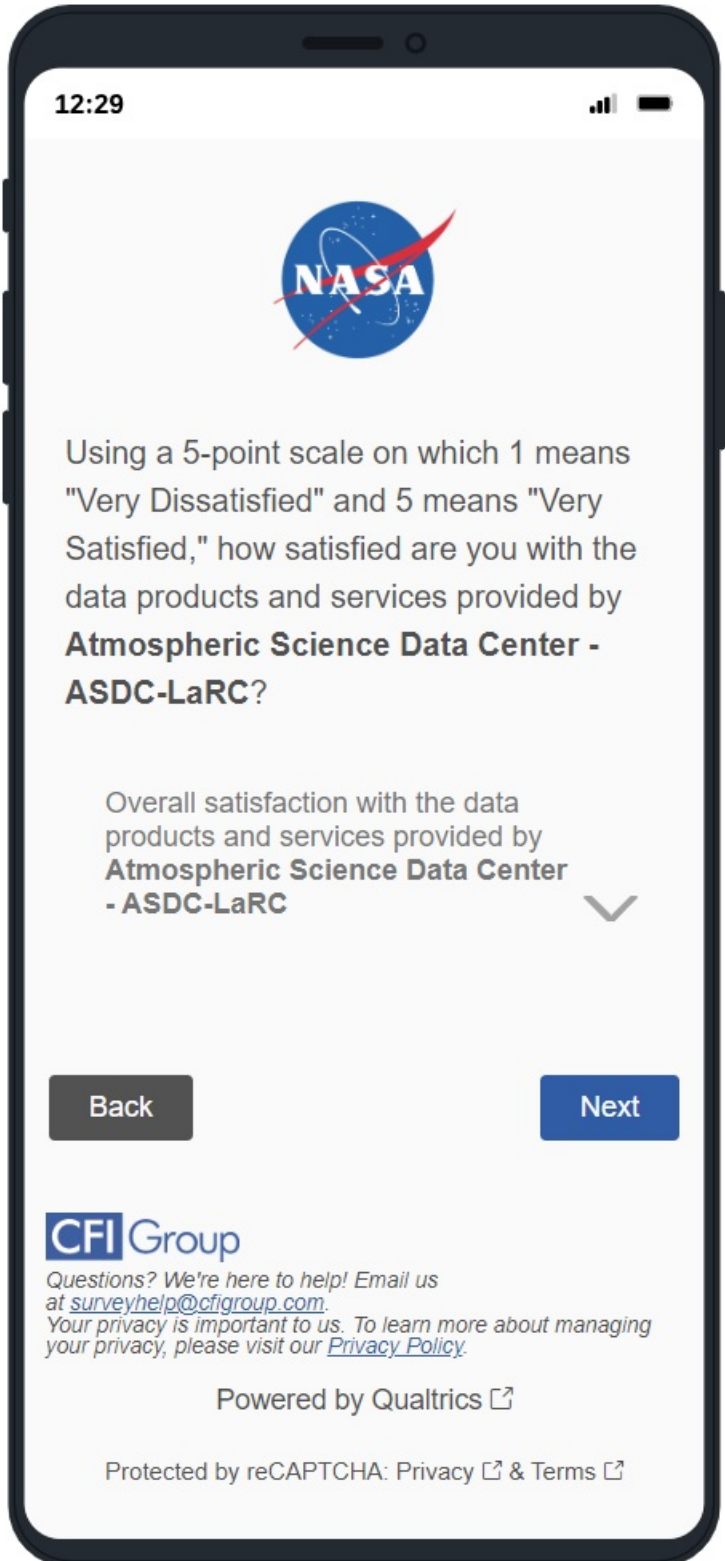 12:29
NASA
Using a 5-point scale on which 1 means
"Very Dissatisfied" and 5 means "Very
Satisfied," how satisfied are you with the
data products and services provided by
Atmospheric Science Data Center -
ASDC-LaRC?
Overall satisfaction with the data
products and services provided by
Atmospheric Science Data Center
- ASDC-LaRC
Back
Next
CFI Group
Questions? We're here to help! Email us
at surveyhelp@cfigroup.com.
Your privacy is important to us. To learn more about managing
your privacy, please visit our Privacy Policy.
Powered by Qualtrics
Protected by reCAPTCHA: Privacy & Terms